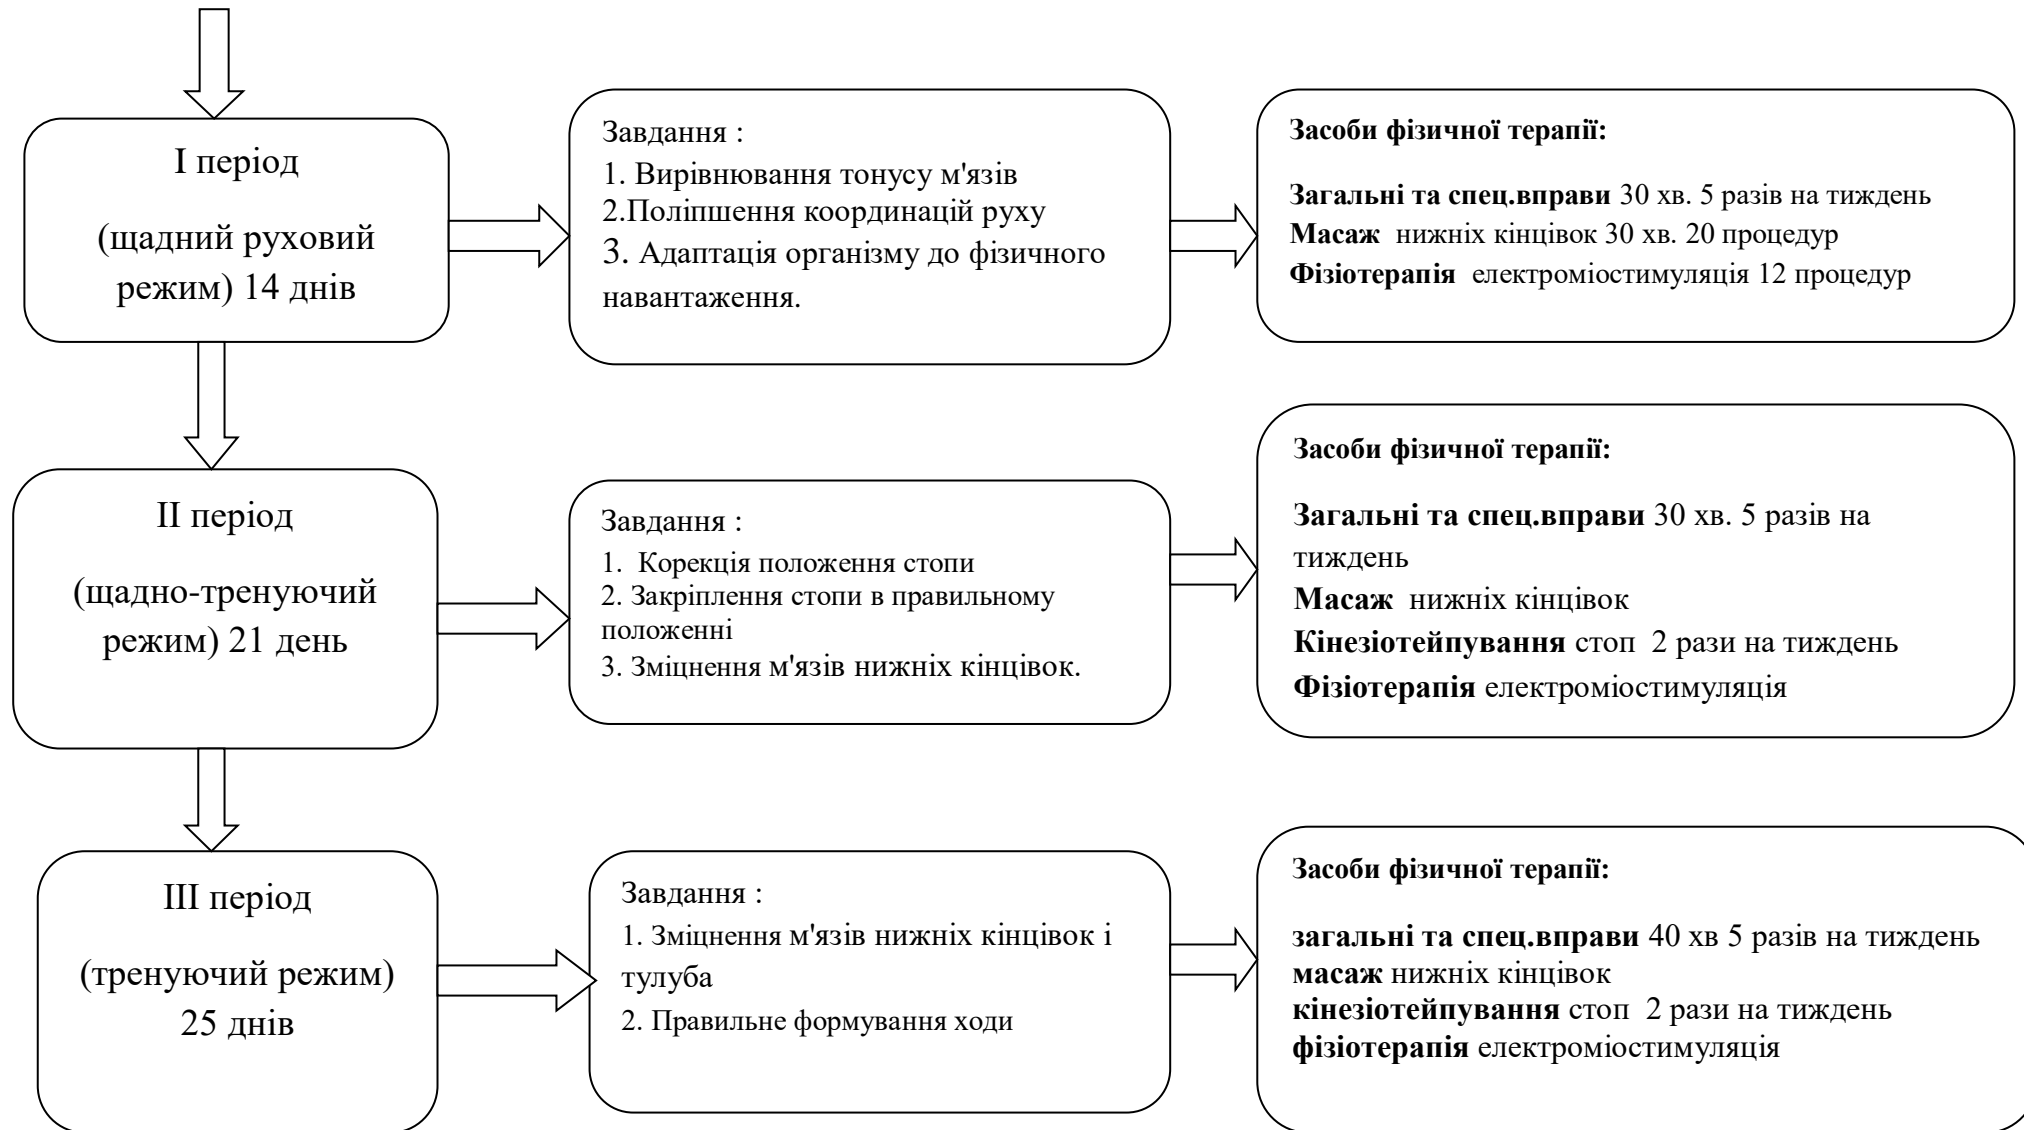 І період
(щадний руховий
режим) 14 днів
Завдання :
1. Вирівнювання тонусу м'язів
2.Поліпшення координацій руху
3. Адаптація організму до фізичного
навантаження.
Засоби фізичної терапії:
Загальні та спец.вправи 30 хв. 5 разів на тиждень
Масаж нижніх кінцівок 30 хв. 20 процедур
Фізіотерапія електроміостимуляція 12 процедур
ІІ період
(щадно-тренуючий
режим) 21 день
Завдання :
1. Корекція положення стопи
2. Закріплення стопи в правильному
положенні
3. Зміцнення м'язів нижніх кінцівок.
Засоби фізичної терапії:
Загальні та спец.вправи 30 хв. 5 разів на
тиждень
Масаж нижніх кінцівок
Кінезіотейпування стоп 2 рази на тиждень
Фізіотерапія електроміостимуляція
ІІІ період
(тренуючий режим)
25 днів
Завдання :
1. Зміцнення м'язів нижніх кінцівок і
тулуба
2. Правильне формування ходи
Засоби фізичної терапії:
загальні та спец.вправи 40 хв 5 разів на тиждень
масаж нижніх кінцівок
кінезіотейпування стоп 2 рази на тиждень
фізіотерапія електроміостимуляція